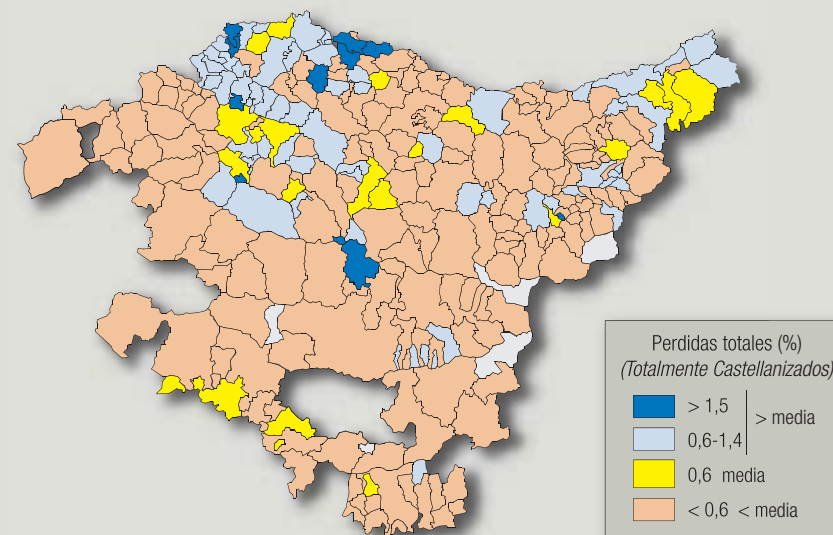 Perdidas totales (%)
(Totalmente Castellanizados)
> 1,5
> media
0,6-1,4
0,6 media
< 0,6 < media